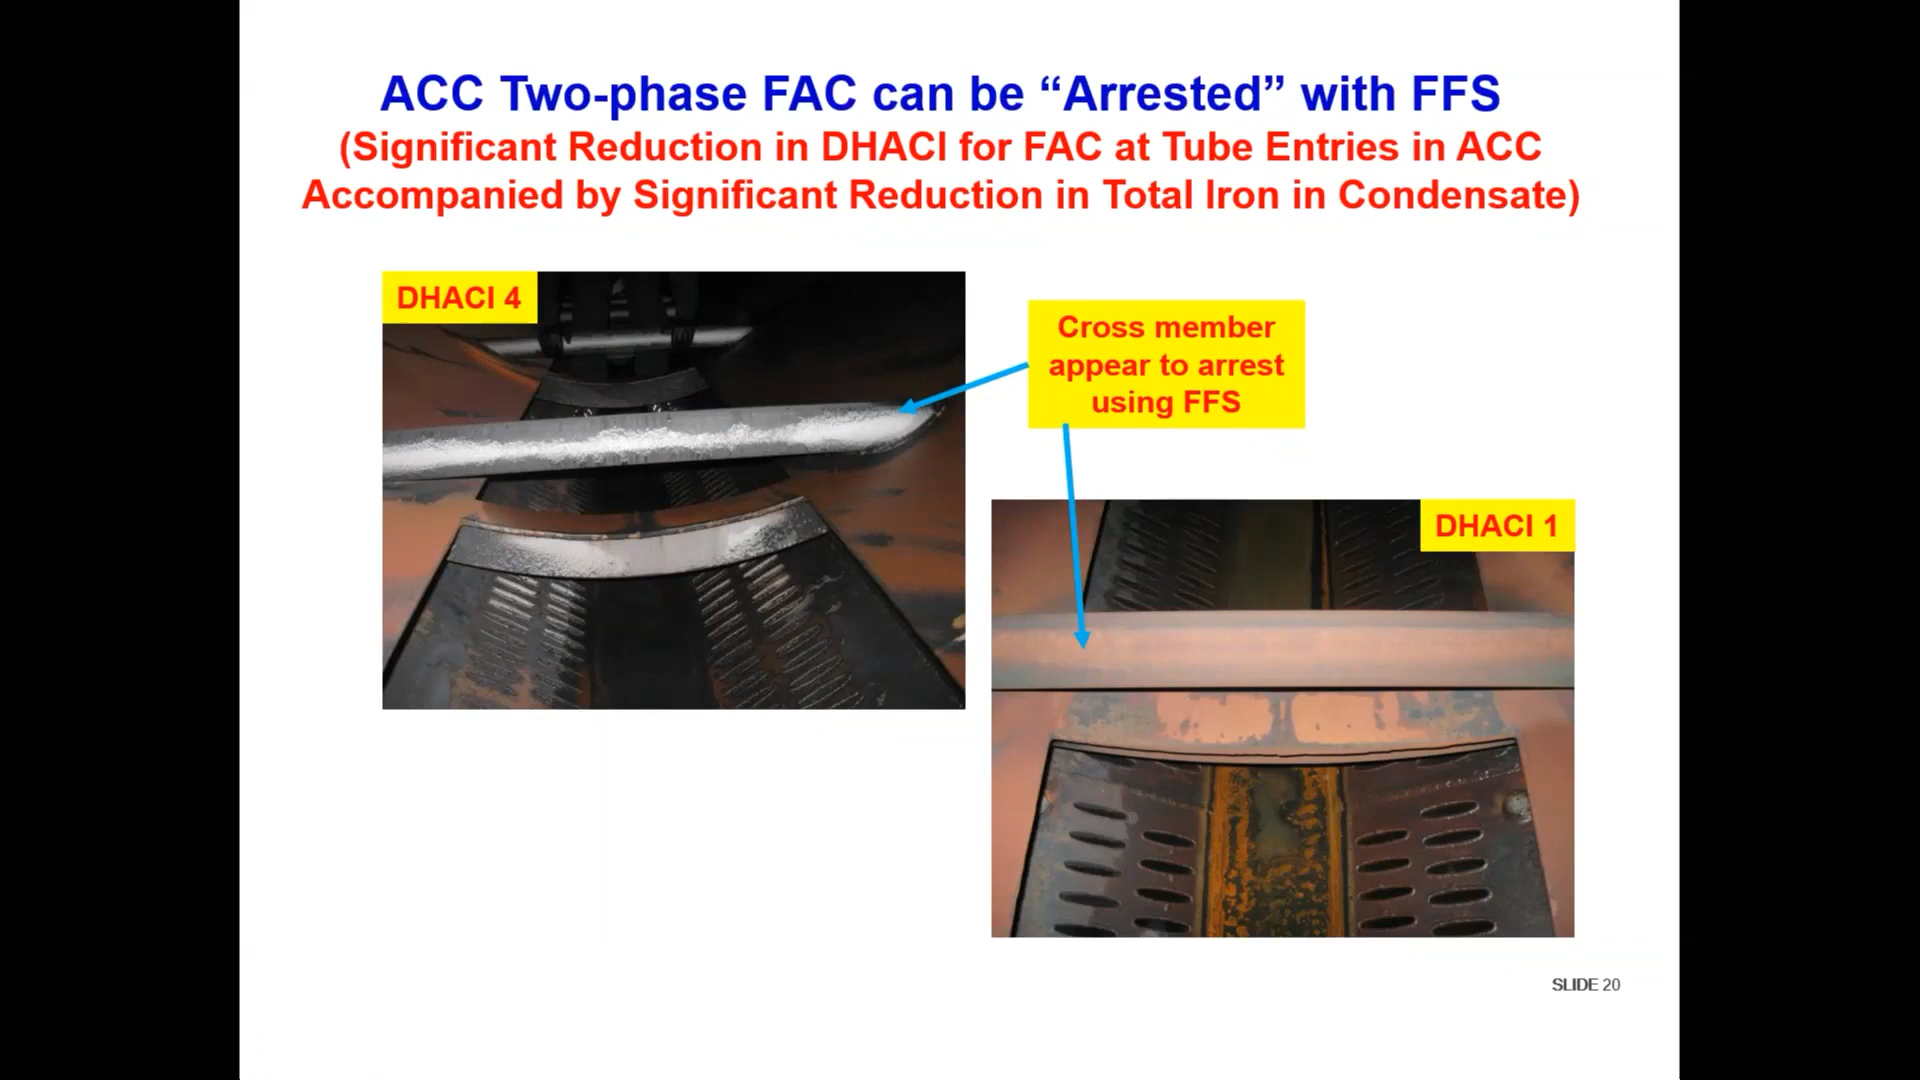 ACC Two-phase FAC can be “Arrested” with FFS
(Significant Reduction in DHACI for FAC at Tube Entries in ACC
Accompanied by Significant Reduction in Total Iron in Condensate)
DHACI 4
Cross member
appear to arrest
using FFS
DHACI 1
SLIDE 20